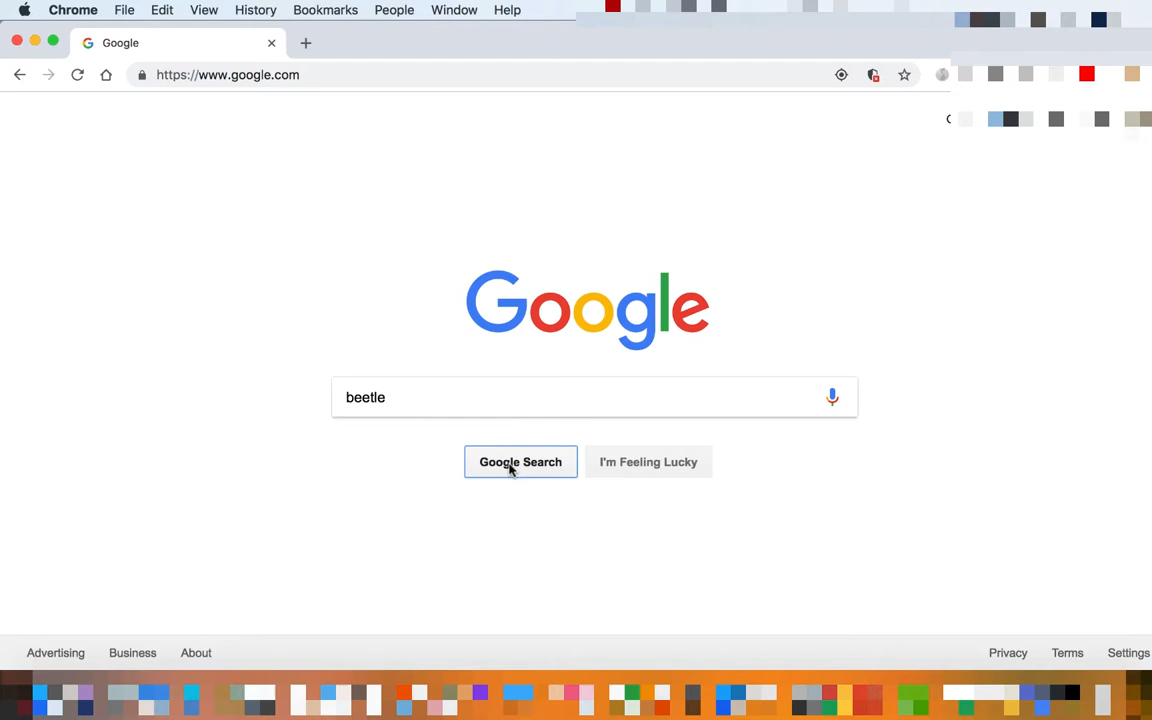 Chrome File Edit View History Bookmarks People Window Help
Google
https://www.google.com
Google
beetle
Google Search I'm Feeling Lucky
Advertising Business About Privacy Terms Settings